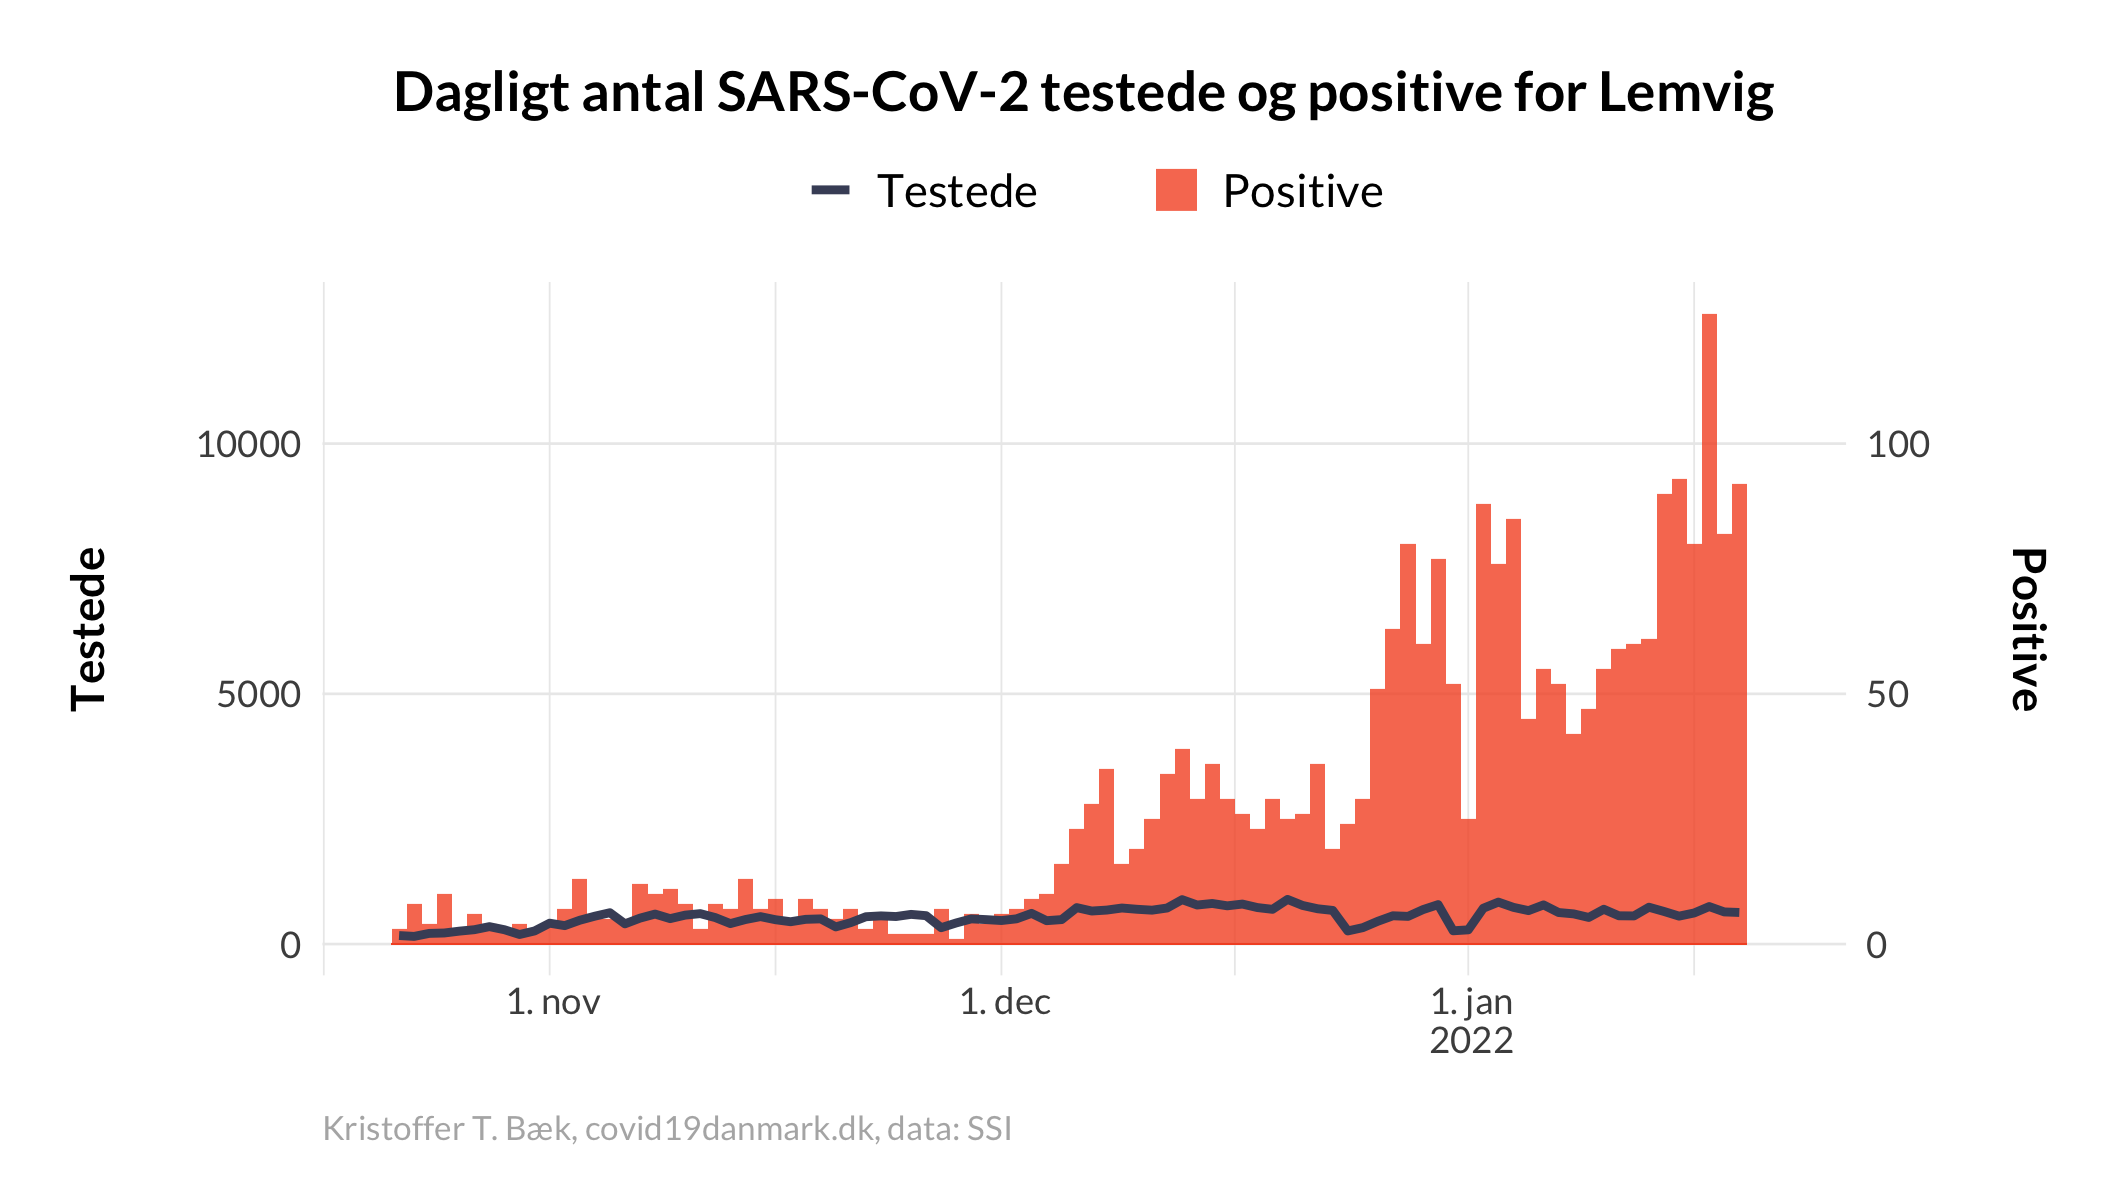 Dagligt antal SARS-CoV-2 testede og positive for Lemvig
Testede
Positive
Testede
10000
5000
0
100
50
0
Positive
1. nov
1. dec
1. jan
2022
Kristoffer T. Bæk, covid19danmark.dk, data: SSI